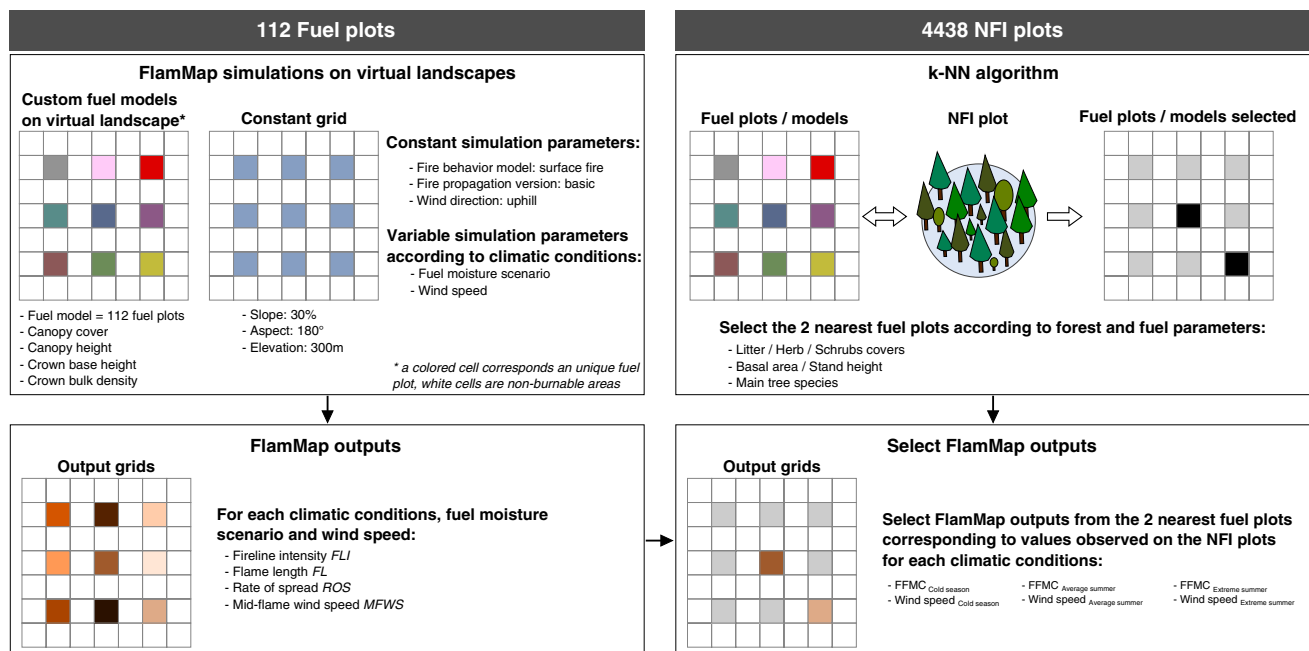 112 Fuel plots
FlamMap simulations on virtual landscapes
Custom fuel models
on virtual landscape*
Constant grid
Constant simulation parameters:
- Fire behavior model: surface fire
- Fire propagation version: basic
- Wind direction: uphill
Variable simulation parameters
according to climatic conditions:
- Fuel moisture scenario
- Wind speed
- Fuel model = 112 fuel plots
- Canopy cover
- Canopy height
- Crown base height
- Crown bulk density
- Slope: 30%
- Aspect: 180°
- Elevation: 300m
* a colored cell corresponds an unique fuel
plot, white cells are non-burnable areas
4438 NFI plots
k-NN algorithm
Fuel plots / models
NFI plot
Fuel plots / models selected
Select the 2 nearest fuel plots according to forest and fuel parameters:
- Litter / Herb / Schrubs covers
- Basal area / Stand height
- Main tree species
FlamMap outputs
Output grids
For each climatic conditions, fuel moisture
scenario and wind speed:
- Fireline intensity FLI
- Flame length FL
- Rate of spread ROS
- Mid-flame wind speed MFWS
Select FlamMap outputs
Output grids
Select FlamMap outputs from the 2 nearest fuel plots
corresponding to values observed on the NFI plots
for each climatic conditions:
- FFMC Cold season
- Wind speed Cold season
- FFMC Average summer
- Wind speed Average summer
- FFMC Extreme summer
- Wind speed Extreme summer